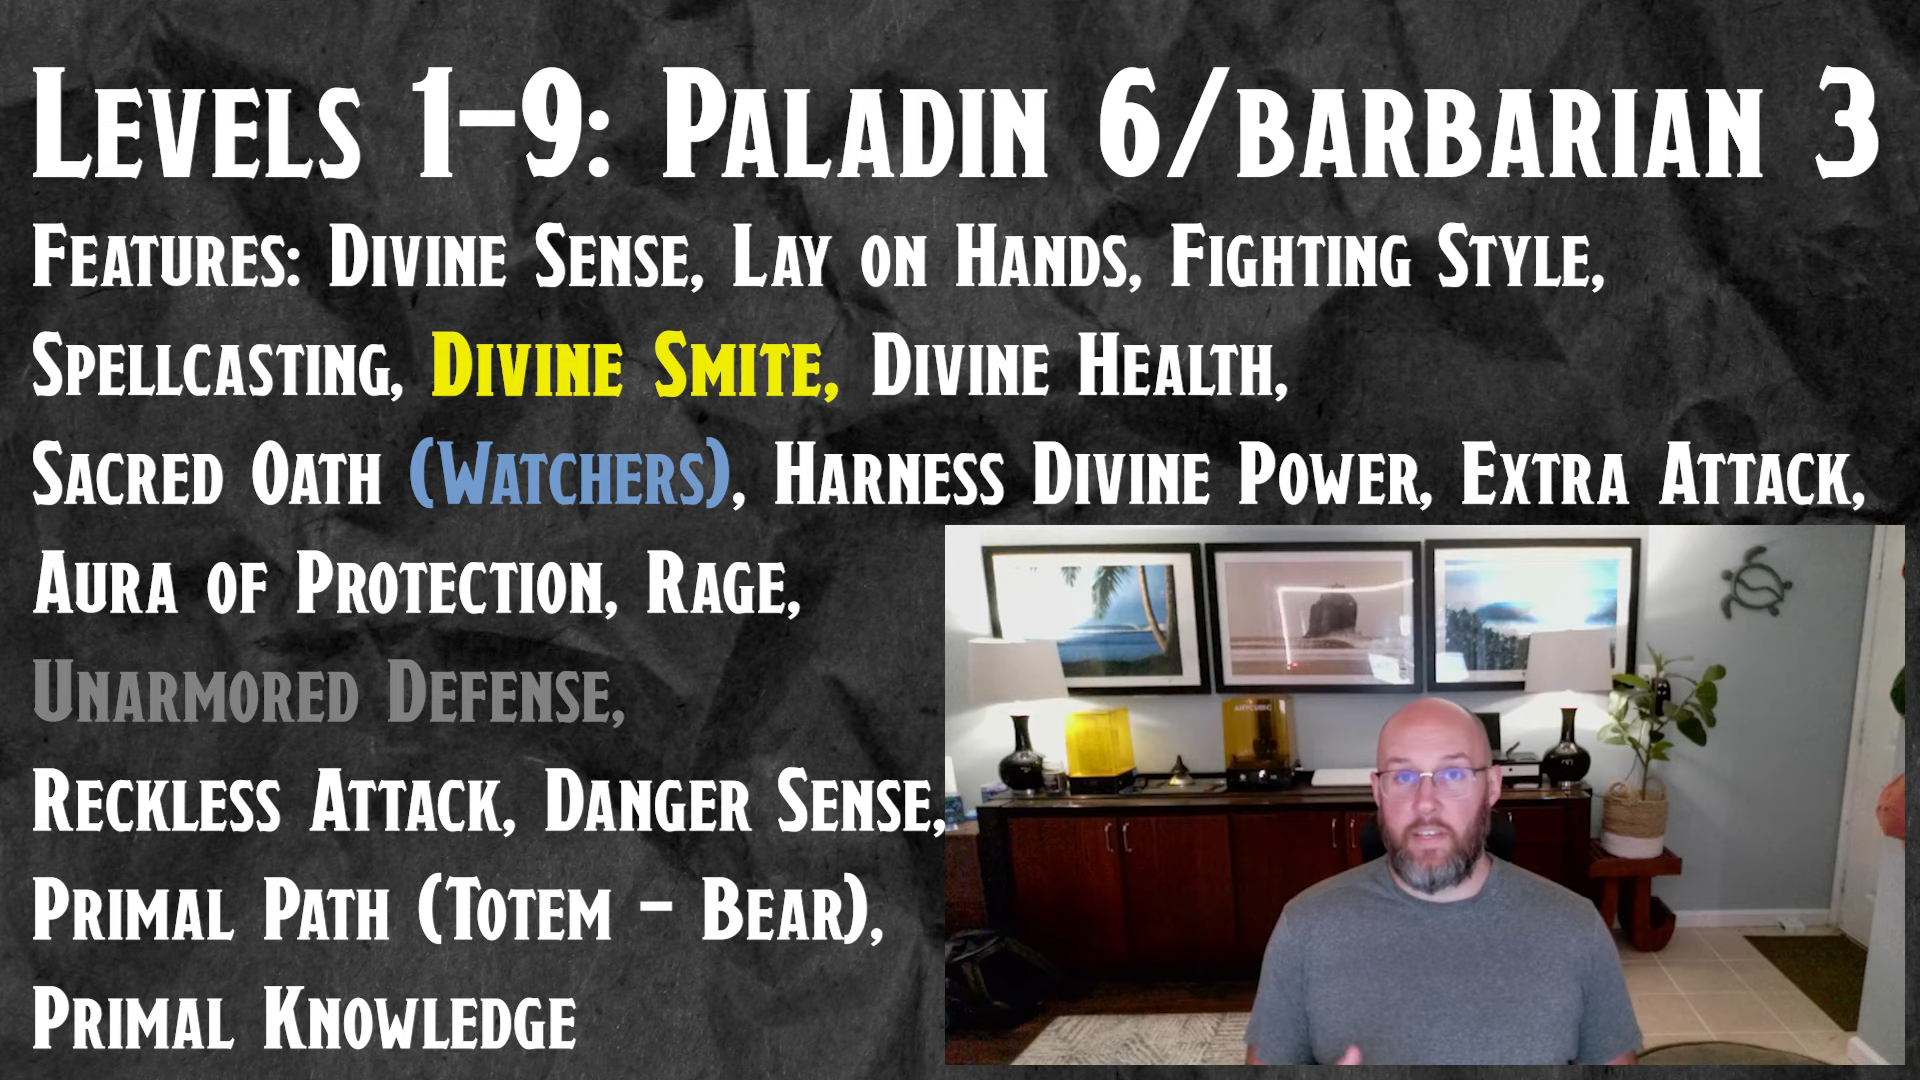 Levels 1-9: Paladin 6/barbarian 3
Features: Divine Sense, Lay on Hands, Fighting Style,
Spellcasting, Divine Smite, Divine Health,
Sacred Oath (Watchers), Harness Divine Power, Extra Attack,
Aura of Protection, Rage,
Unarmored Defense,
Reckless Attack, Danger Sense,
Primal Path (Totem - Bear),
Primal Knowledge
ANYCUBIC